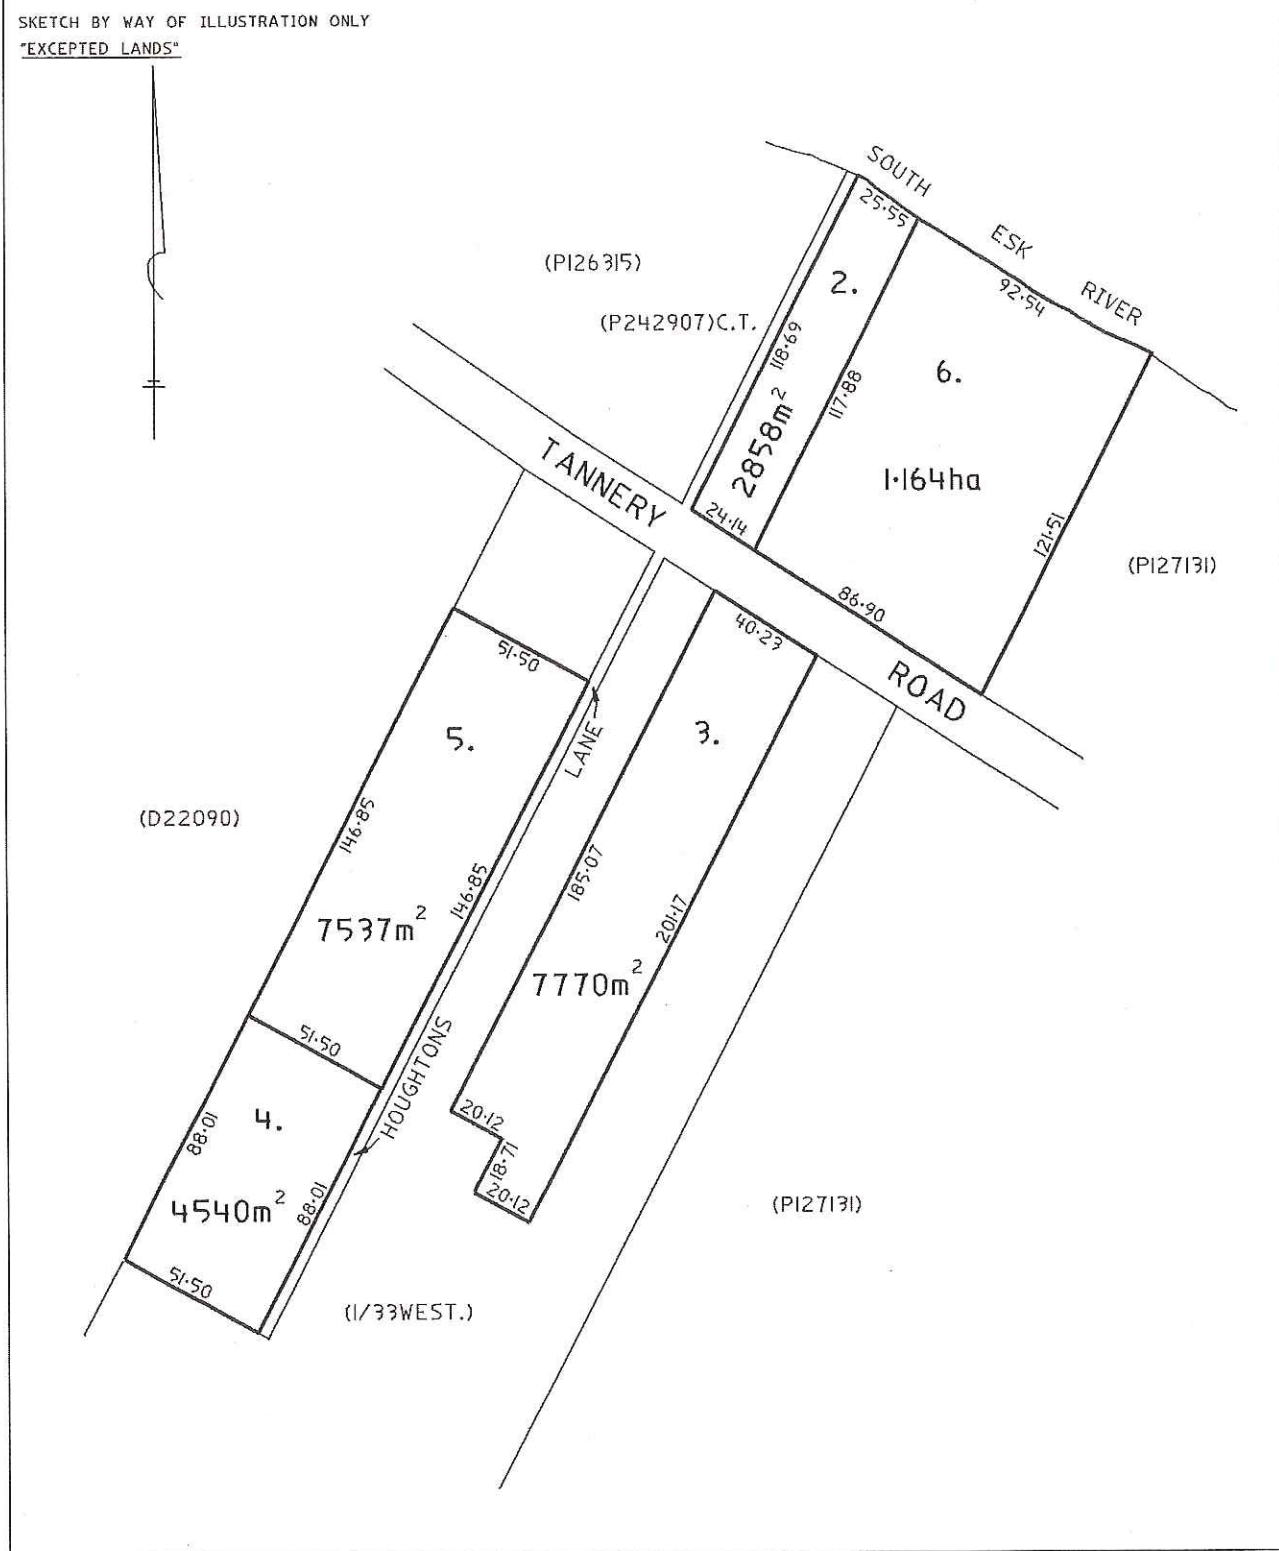 SKETCH BY WAY OF ILLUSTRATION ONLY
"EXCEPTED LANDS"
SOUTH ESK RIVER
25·55
92·54
2.
(P126315)
(P242907)C.T.
118·69
117·88
6.
2858m²
1·164ha
121·51
TANNERY ROAD
24·14
86·90
(P127131)
40·23
51·50
5.
3.
HOUGHTONS LANE
146·85
(D22090)
185·07
146·85
201·17
7537m²
7770m²
51·50
20·12
4.
88·01
18·71
20·12
88·01
4540m²
(P127131)
51·50
(1/33WEST.)